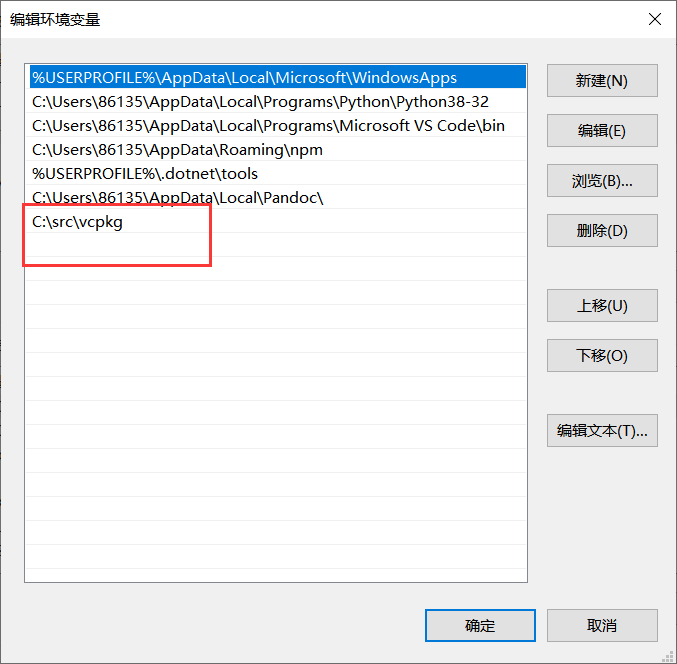 编辑环境变量
%USERPROFILE%\AppData\Local\Microsoft\WindowsApps
C:\Users\86135\AppData\Local\Programs\Python\Python38-32
C:\Users\86135\AppData\Local\Programs\Microsoft VS Code\bin
C:\Users\86135\AppData\Roaming\npm
%USERPROFILE%\.dotnet\tools
C:\Users\86135\AppData\Local\Pandoc\
C:\src\vcpkg
新建(N)
编辑(E)
浏览(B)...
删除(D)
上移(U)
下移(O)
编辑文本(T)...
确定
取消